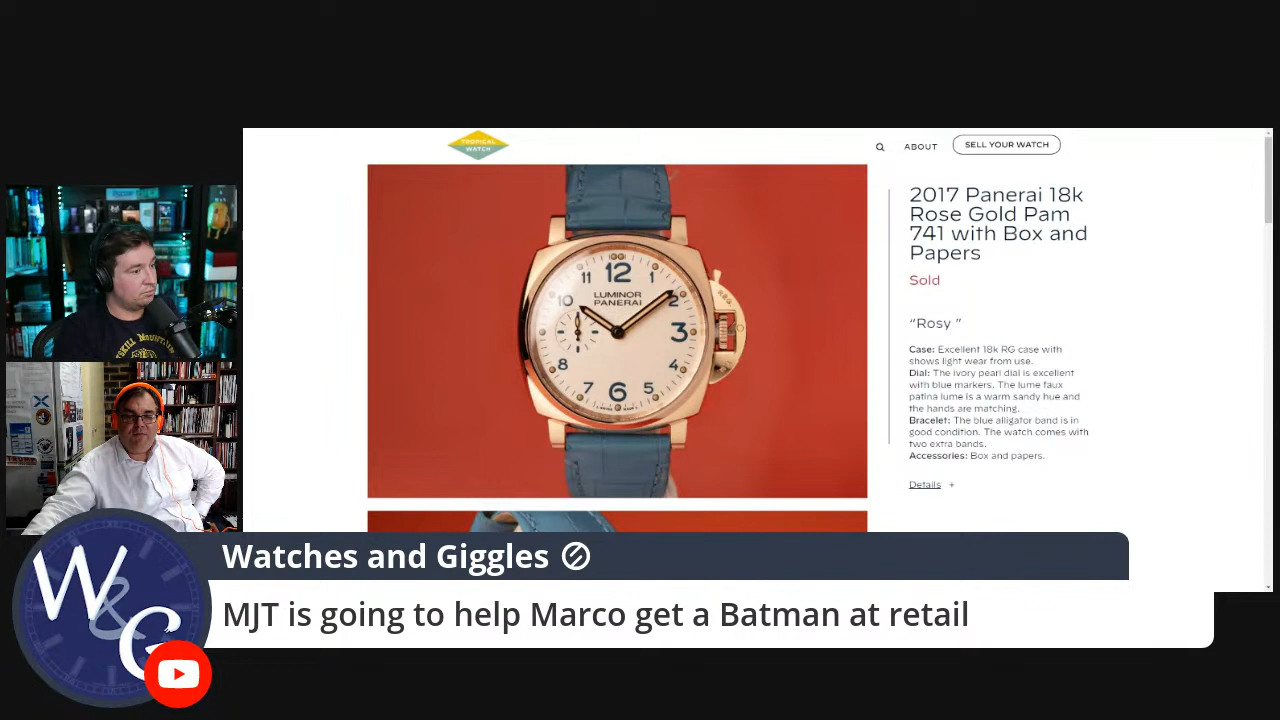 TROPICAL
WATCH
ABOUT
SELL YOUR WATCH
12
11
1
10
2
LUMINOR
PANERAI
3
8
4
7
6
5
2017 Panerai 18k
Rose Gold Pam
741 with Box and
Papers
Sold
“Rosy ”
Case: Excellent 18k RG case with
shows light wear from use.
Dial: The ivory pearl dial is excellent
with blue markers. The lume faux
patina lume is a warm sandy hue and
the hands are matching.
Bracelet: The blue alligator band is in
good condition. The watch comes with
two extra bands.
Accessories: Box and papers.
Details +
W&G
Watches and Giggles
MJT is going to help Marco get a Batman at retail